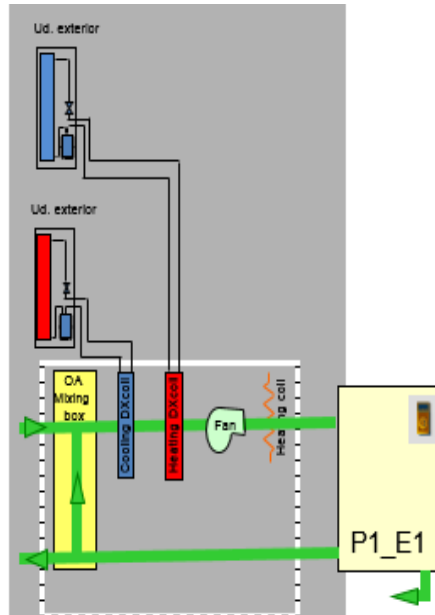 Ud. exterior
Ud. exterior
OA
Mixing
box
Cooling DXcoil
Heating DXcoil
Fan
Heating coil
P1_E1